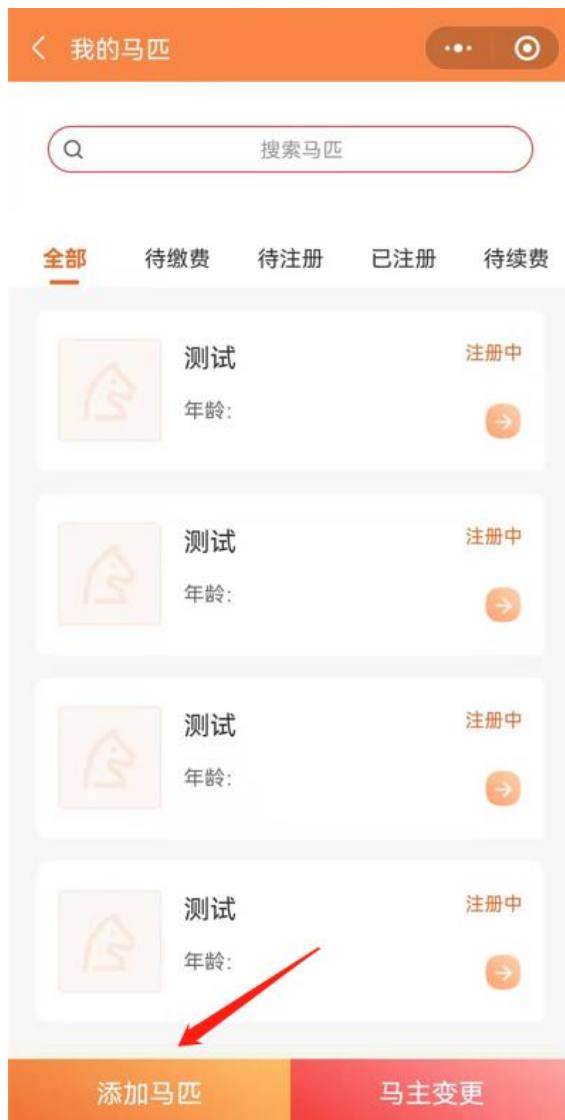 我的马匹
搜索马匹
全部 待缴费 待注册 已注册 待续费
测试 注册中
年龄:
测试 注册中
年龄:
测试 注册中
年龄:
测试 注册中
年龄:
添加马匹 马主变更